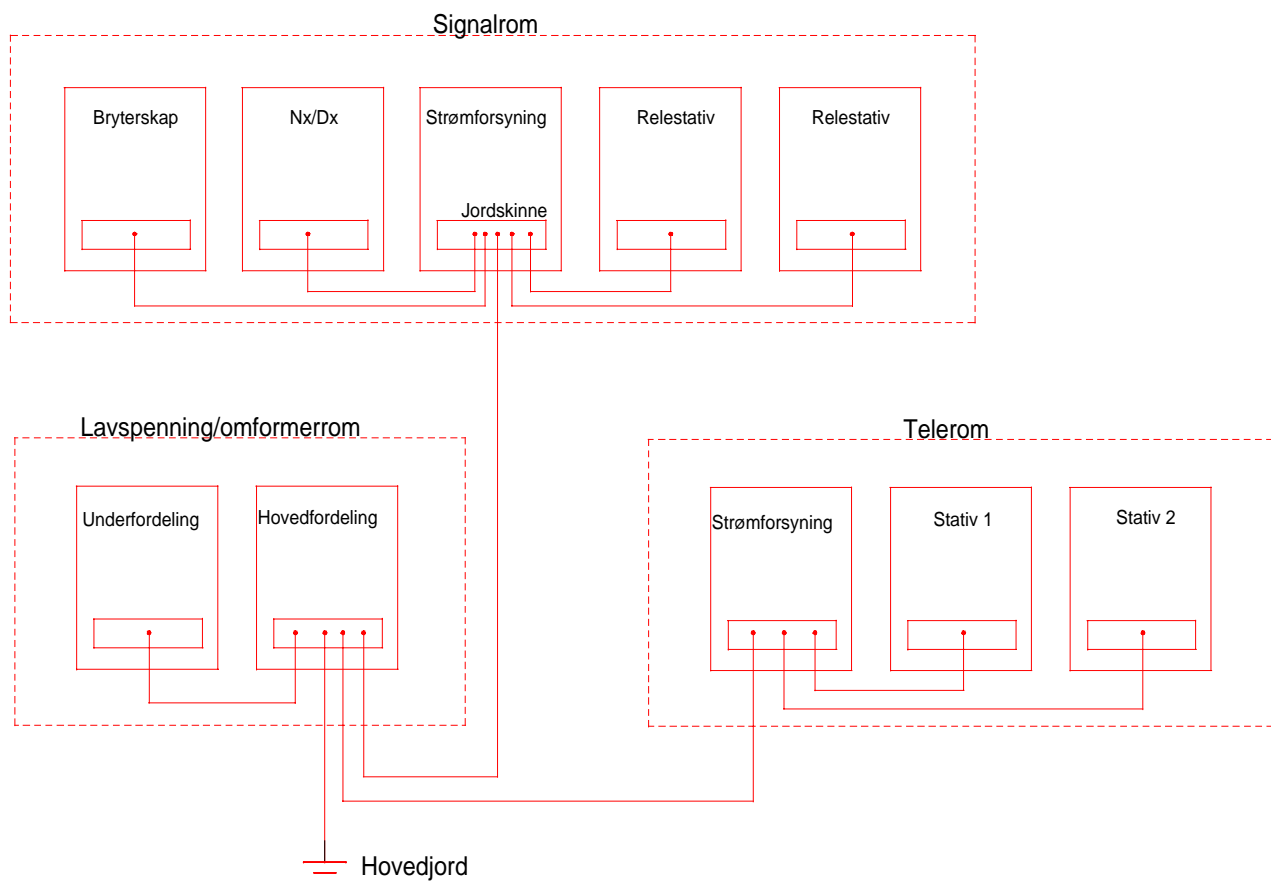 Signalrom
Bryterskap
Nx/Dx
Strømforsyning
Relestativ
Relestativ
Jordskinne
Lavspenning/omformerrom
Telerom
Underfordeling
Hovedfordeling
Strømforsyning
Stativ 1
Stativ 2
Hovedjord